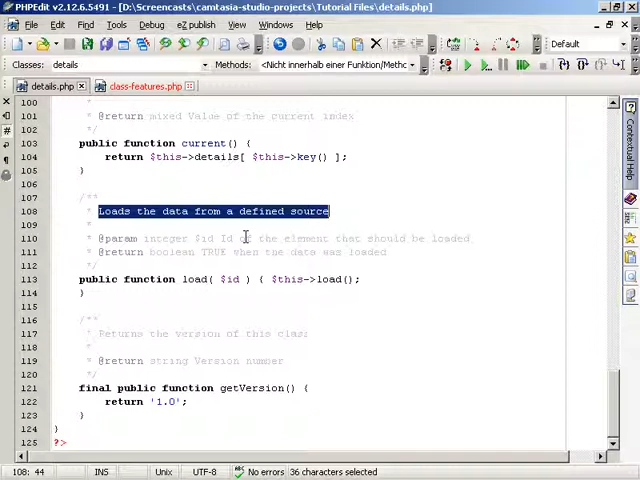 PHPEdit v2.12.6.5491 - [D:\Screencasts\camtasia-studio-projects\Tutorial Files\details.php]
File Edit Go To Search Tools Debug eZ publish View Windows Help
Default
Classes: details Methods: <Nicht innerhalb einer Funktion/Methoc
details.php class-features.php
100 *
101 * @return mixed Value of the current index
102 */
103 public function current() {
104 return $this->details[ $this->key() ];
105 }
106
107 /**
108 * Loads the data from a defined source
109 *
110 * @param integer $id Id of the element that should be loaded
111 * @return boolean TRUE when the data was loaded
112 */
113 public function load( $id ) { $this->load();
114 }
115
116 /**
117 * Returns the version of this class
118 *
119 * @return string Version number
120 */
121 final public function getVersion() {
122 return '1.0';
123 }
124 }
125 ?>
Contextual Help
108: 44 INS Unix UTF-8 No errors 36 characters selected